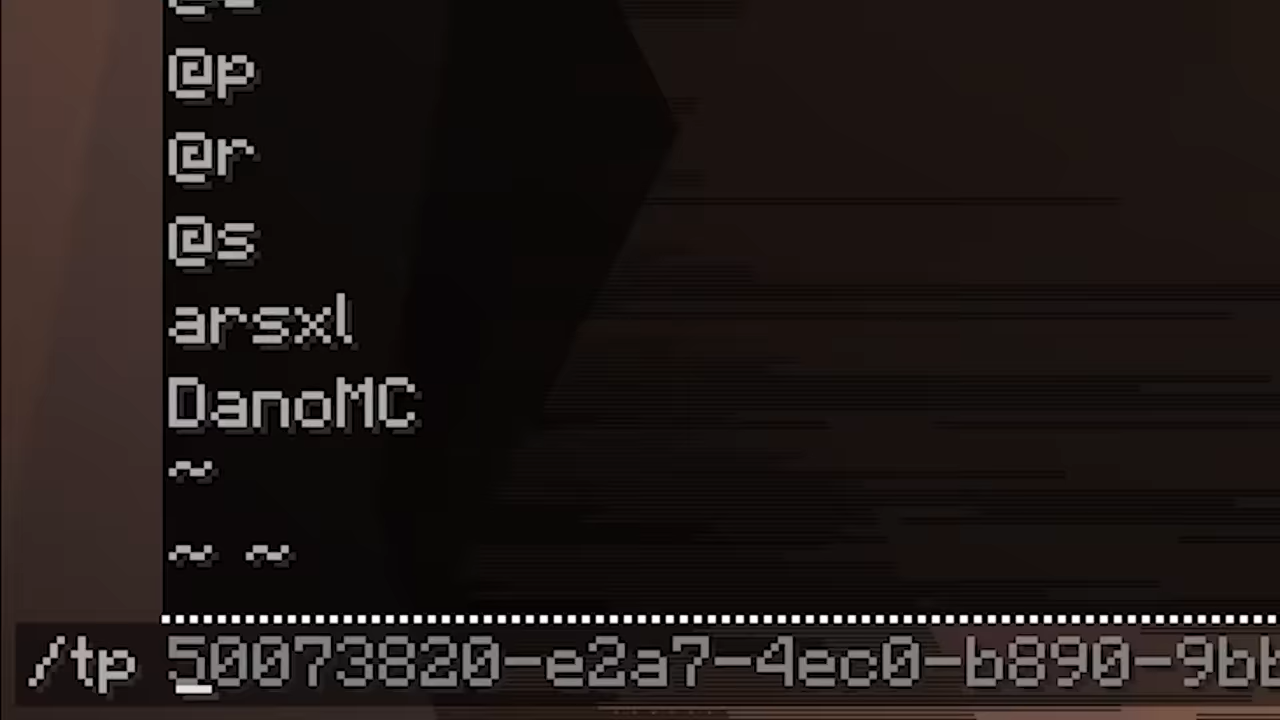 @p
@r
@s
arsxl
DanoMC
~
~ ~
/tp 50073820-e2a7-4ec0-b890-9bb